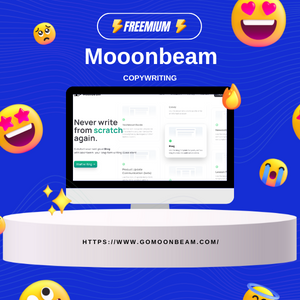 FREEMIUM
Mooonbeam
COPYWRITING
Never write
from scratch
again.
HTTPS://WWW.GOMOONBEAM.COM/